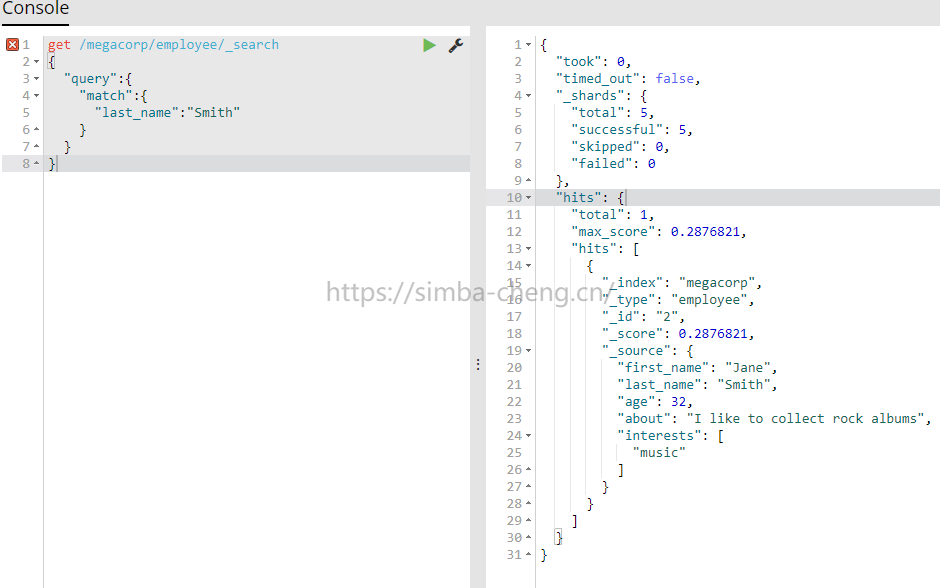 Console
1 get /megacorp/employee/_search
2 {
3 "query":{
4 "match":{
5 "last_name":"Smith"
6 }
7 }
8 }
1 {
2 "took": 0,
3 "timed_out": false,
4 "_shards": {
5 "total": 5,
6 "successful": 5,
7 "skipped": 0,
8 "failed": 0
9 },
10 "hits": {
11 "total": 1,
12 "max_score": 0.2876821,
13 "hits": [
14 {
15 "_index": "megacorp",
16 "_type": "employee",
17 "_id": "2",
18 "_score": 0.2876821,
19 "_source": {
20 "first_name": "Jane",
21 "last_name": "Smith",
22 "age": 32,
23 "about": "I like to collect rock albums",
24 "interests": [
25 "music"
26 ]
27 }
28 }
29 ]
30 }
31 }
https://simba-cheng.cn/